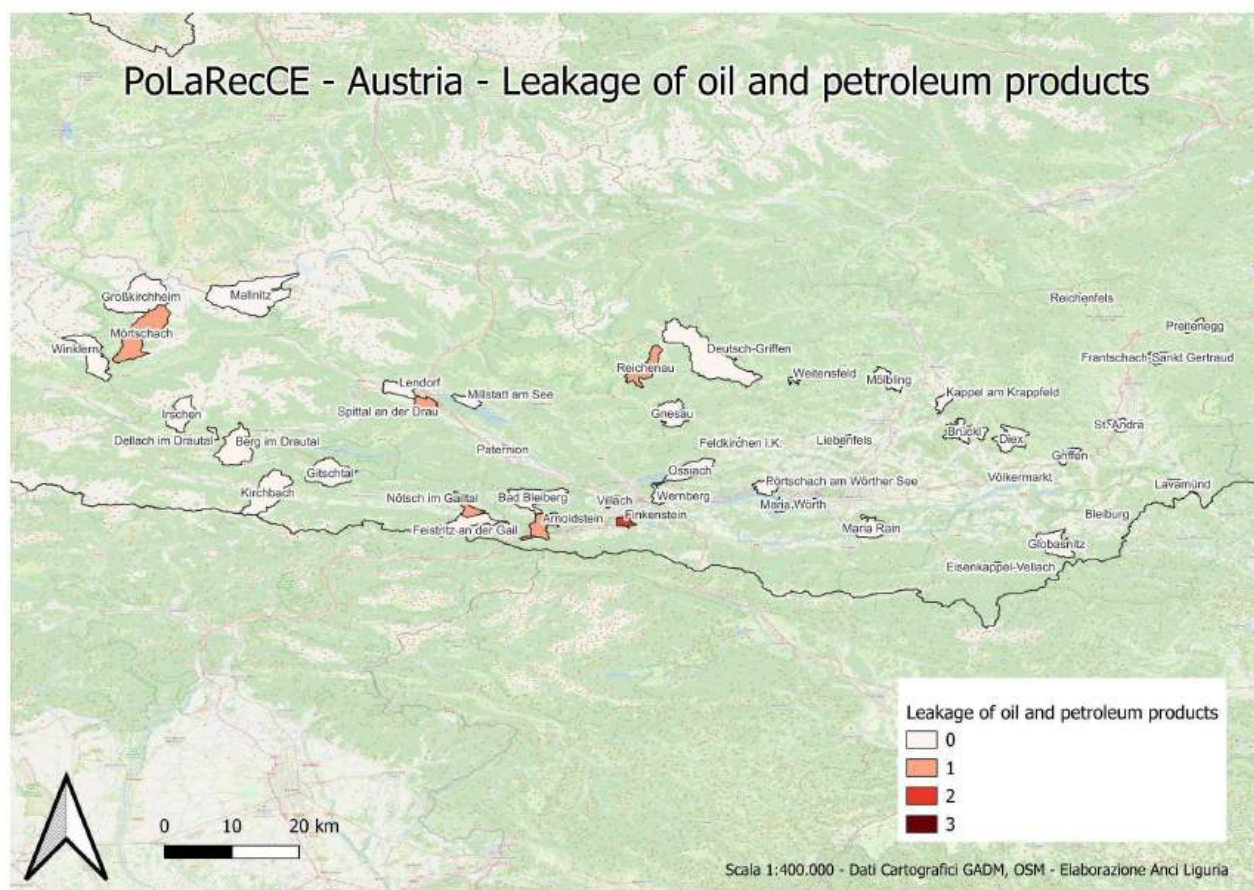 PoLaRecCE - Austria - Leakage of oil and petroleum products
Großkirchheim
Mallnitz
Reichenfels
Mörtschach
Preitenegg
Winklern
Deutsch-Griffen
Frantschach-Sankt Gertraud
Reichenau
Weitensfeld
Mölbling
Lendorf
Millstatt am See
Kappel am Krappfeld
Spittal an der Drau
Irschen
Gnesau
St. Andrä
Dellach im Drautal
Berg im Drautal
Brückl
Diex
Feldkirchen i.K.
Liebenfels
Paternion
Griffen
Gitschtal
Ossiach
Kirchbach
Pörtschach am Wörther See
Völkermarkt
Lavamünd
Nötsch im Gailtal
Bad Bleiberg
Villach
Wernberg
Maria Wörth
Bleiburg
Arnoldstein
Finkenstein
Feistritz an der Gail
Maria Rain
Globasnitz
Eisenkappel-Vellach
Leakage of oil and petroleum products
0
1
2
3
0 10 20 km
Scala 1:400.000 - Dati Cartografici GADM, OSM - Elaborazione Anci Liguria